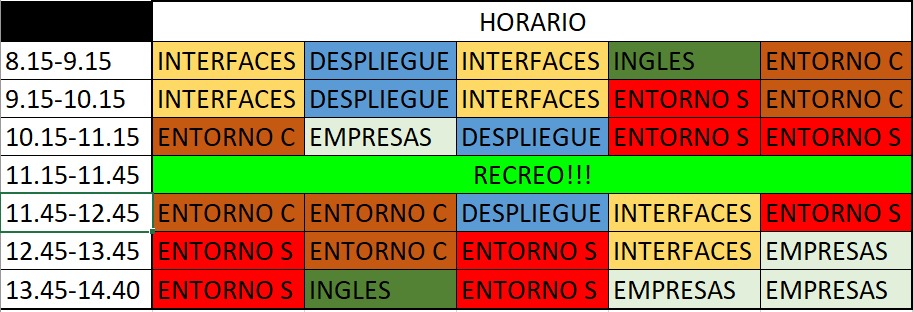 HORARIO
8.15-9.15 INTERFACES DESPLIEGUE INTERFACES INGLES ENTORNO C
9.15-10.15 INTERFACES DESPLIEGUE INTERFACES ENTORNO S ENTORNO C
10.15-11.15 ENTORNO C EMPRESAS DESPLIEGUE ENTORNO S ENTORNO S
11.15-11.45 RECREO!!!
11.45-12.45 ENTORNO C ENTORNO C DESPLIEGUE INTERFACES ENTORNO S
12.45-13.45 ENTORNO S ENTORNO C ENTORNO S INTERFACES EMPRESAS
13.45-14.40 ENTORNO S INGLES ENTORNO S EMPRESAS EMPRESAS